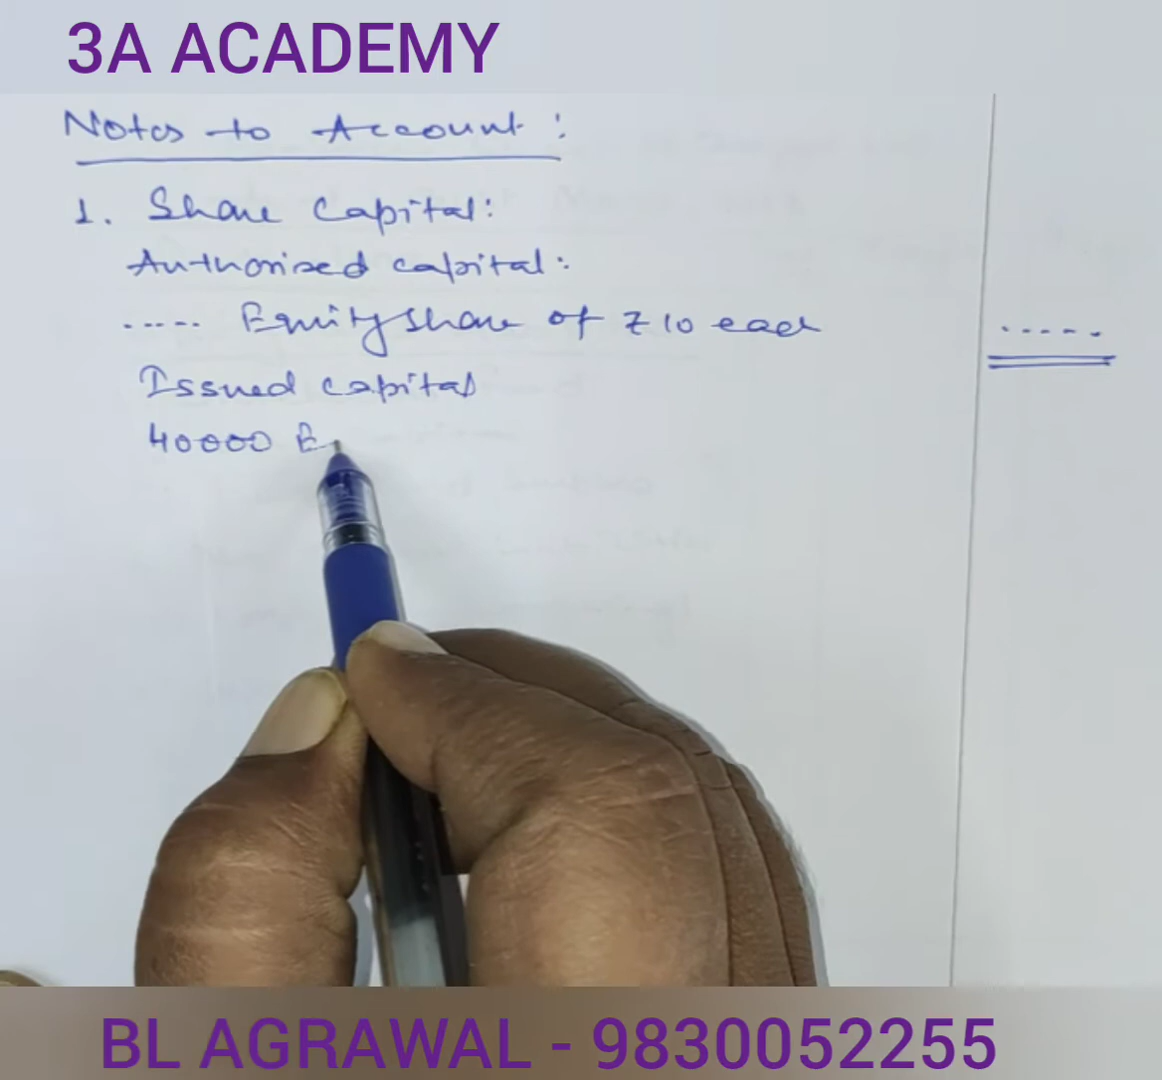 3A ACADEMY
Notes to Account :
1. Share Capital:
Authorised capital:
..... Equity share of ₹10 each .....
Issued capital
40000 E
BL AGRAWAL - 9830052255